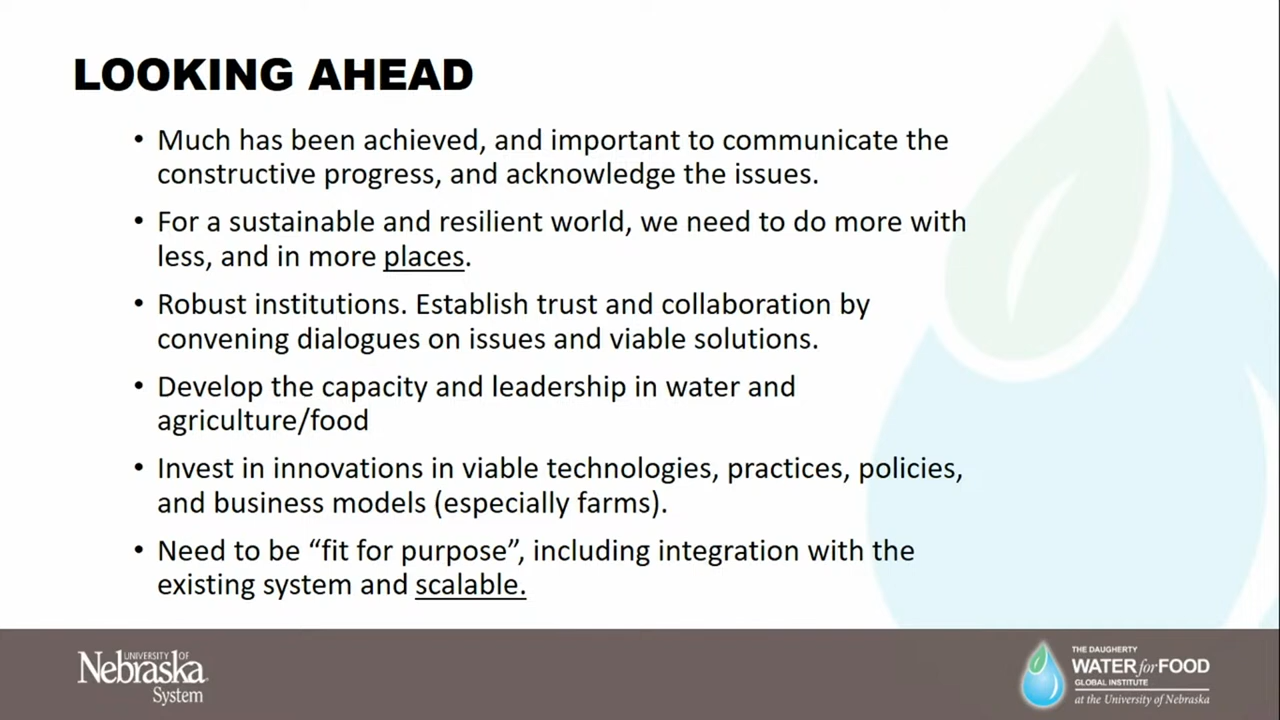 LOOKING AHEAD
• Much has been achieved, and important to communicate the
constructive progress, and acknowledge the issues.
• For a sustainable and resilient world, we need to do more with
less, and in more places.
• Robust institutions. Establish trust and collaboration by
convening dialogues on issues and viable solutions.
• Develop the capacity and leadership in water and
agriculture/food
• Invest in innovations in viable technologies, practices, policies,
and business models (especially farms).
• Need to be “fit for purpose”, including integration with the
existing system and scalable.
UNIVERSITY OF
Nebraska
System
THE DAUGHERTY
WATER for FOOD
GLOBAL INSTITUTE
at the University of Nebraska